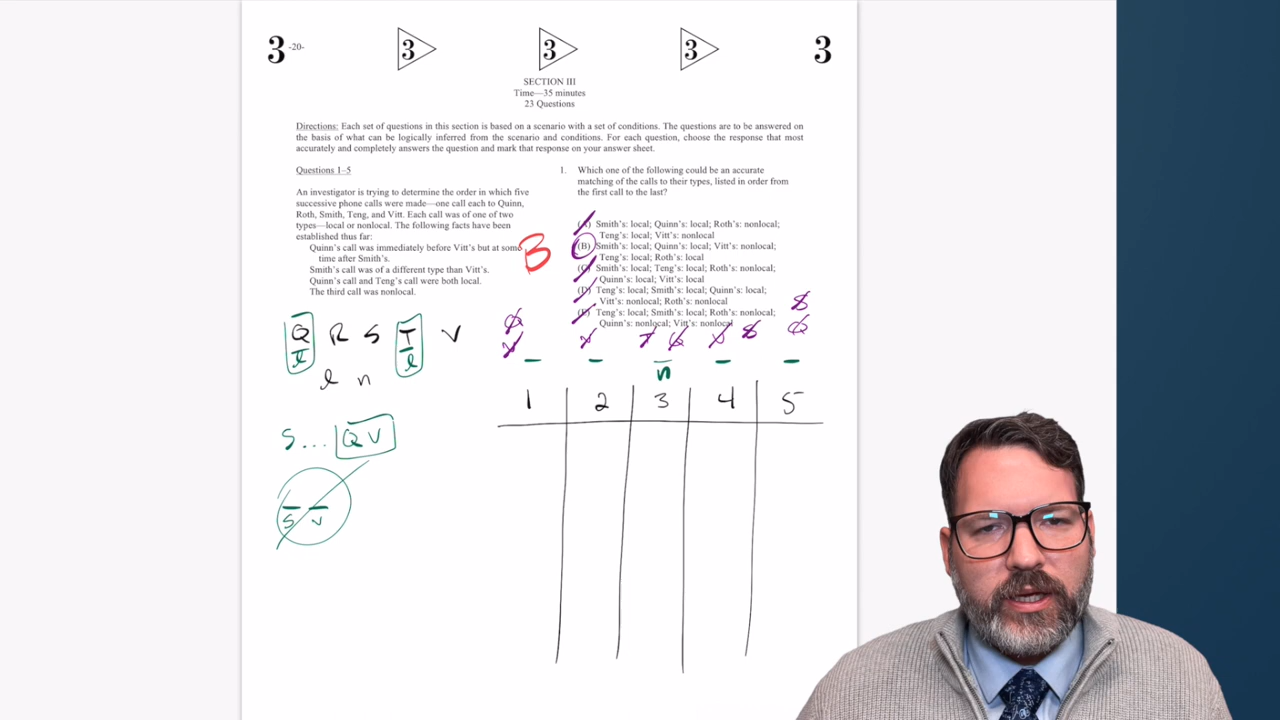 3 -20- 3 3 3 3
SECTION III
Time—35 minutes
23 Questions
Directions: Each set of questions in this section is based on a scenario with a set of conditions. The questions are to be answered on
the basis of what can be logically inferred from the scenario and conditions. For each question, choose the response that most
accurately and completely answers the question and mark that response on your answer sheet.
Questions 1–5
An investigator is trying to determine the order in which five
successive phone calls were made—one call each to Quinn,
Roth, Smith, Teng, and Vitt. Each call was of one of two
types—local or nonlocal. The following facts have been
established thus far:
Quinn's call was immediately before Vitt's but at some
time after Smith's.
Smith's call was of a different type than Vitt's.
Quinn's call and Teng's call were both local.
The third call was nonlocal.
1. Which one of the following could be an accurate
matching of the calls to their types, listed in order from
the first call to the last?
(A) Smith's: local; Quinn's: local; Roth's: nonlocal;
Teng's: local; Vitt's: nonlocal
(B) Smith's: local; Quinn's: local; Vitt's: nonlocal;
Teng's: local; Roth's: local
(C) Smith's: local; Teng's: local; Roth's: nonlocal;
Quinn's: local; Vitt's: local
(D) Teng's: local; Smith's: local; Quinn's: local;
Vitt's: nonlocal; Roth's: nonlocal
(E) Teng's: local; Smith's: local; Roth's: nonlocal;
Quinn's: nonlocal; Vitt's: nonlocal
B
Q R S T V
l l
l n
S... QV
S V
Q S
V V T Q V S Q
n
1 2 3 4 5